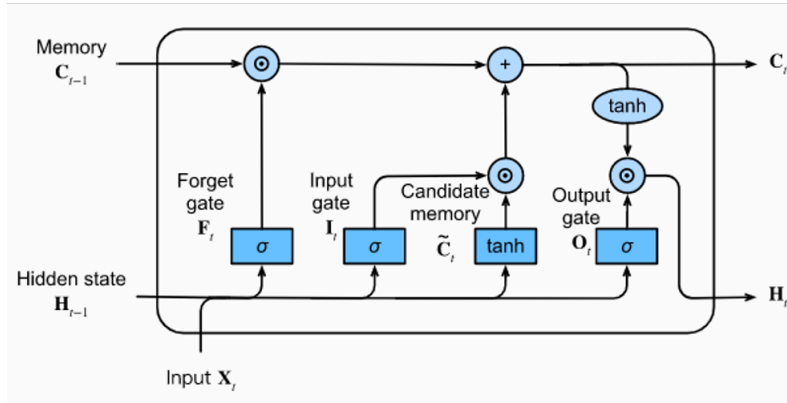 Memory
C_{t−1}
C_t
+
tanh
Forget
gate
F_t
Input
gate
I_t
Candidate
memory
C̃_t
Output
gate
O_t
σ
σ
tanh
σ
Hidden state
H_{t−1}
H_t
Input X_t